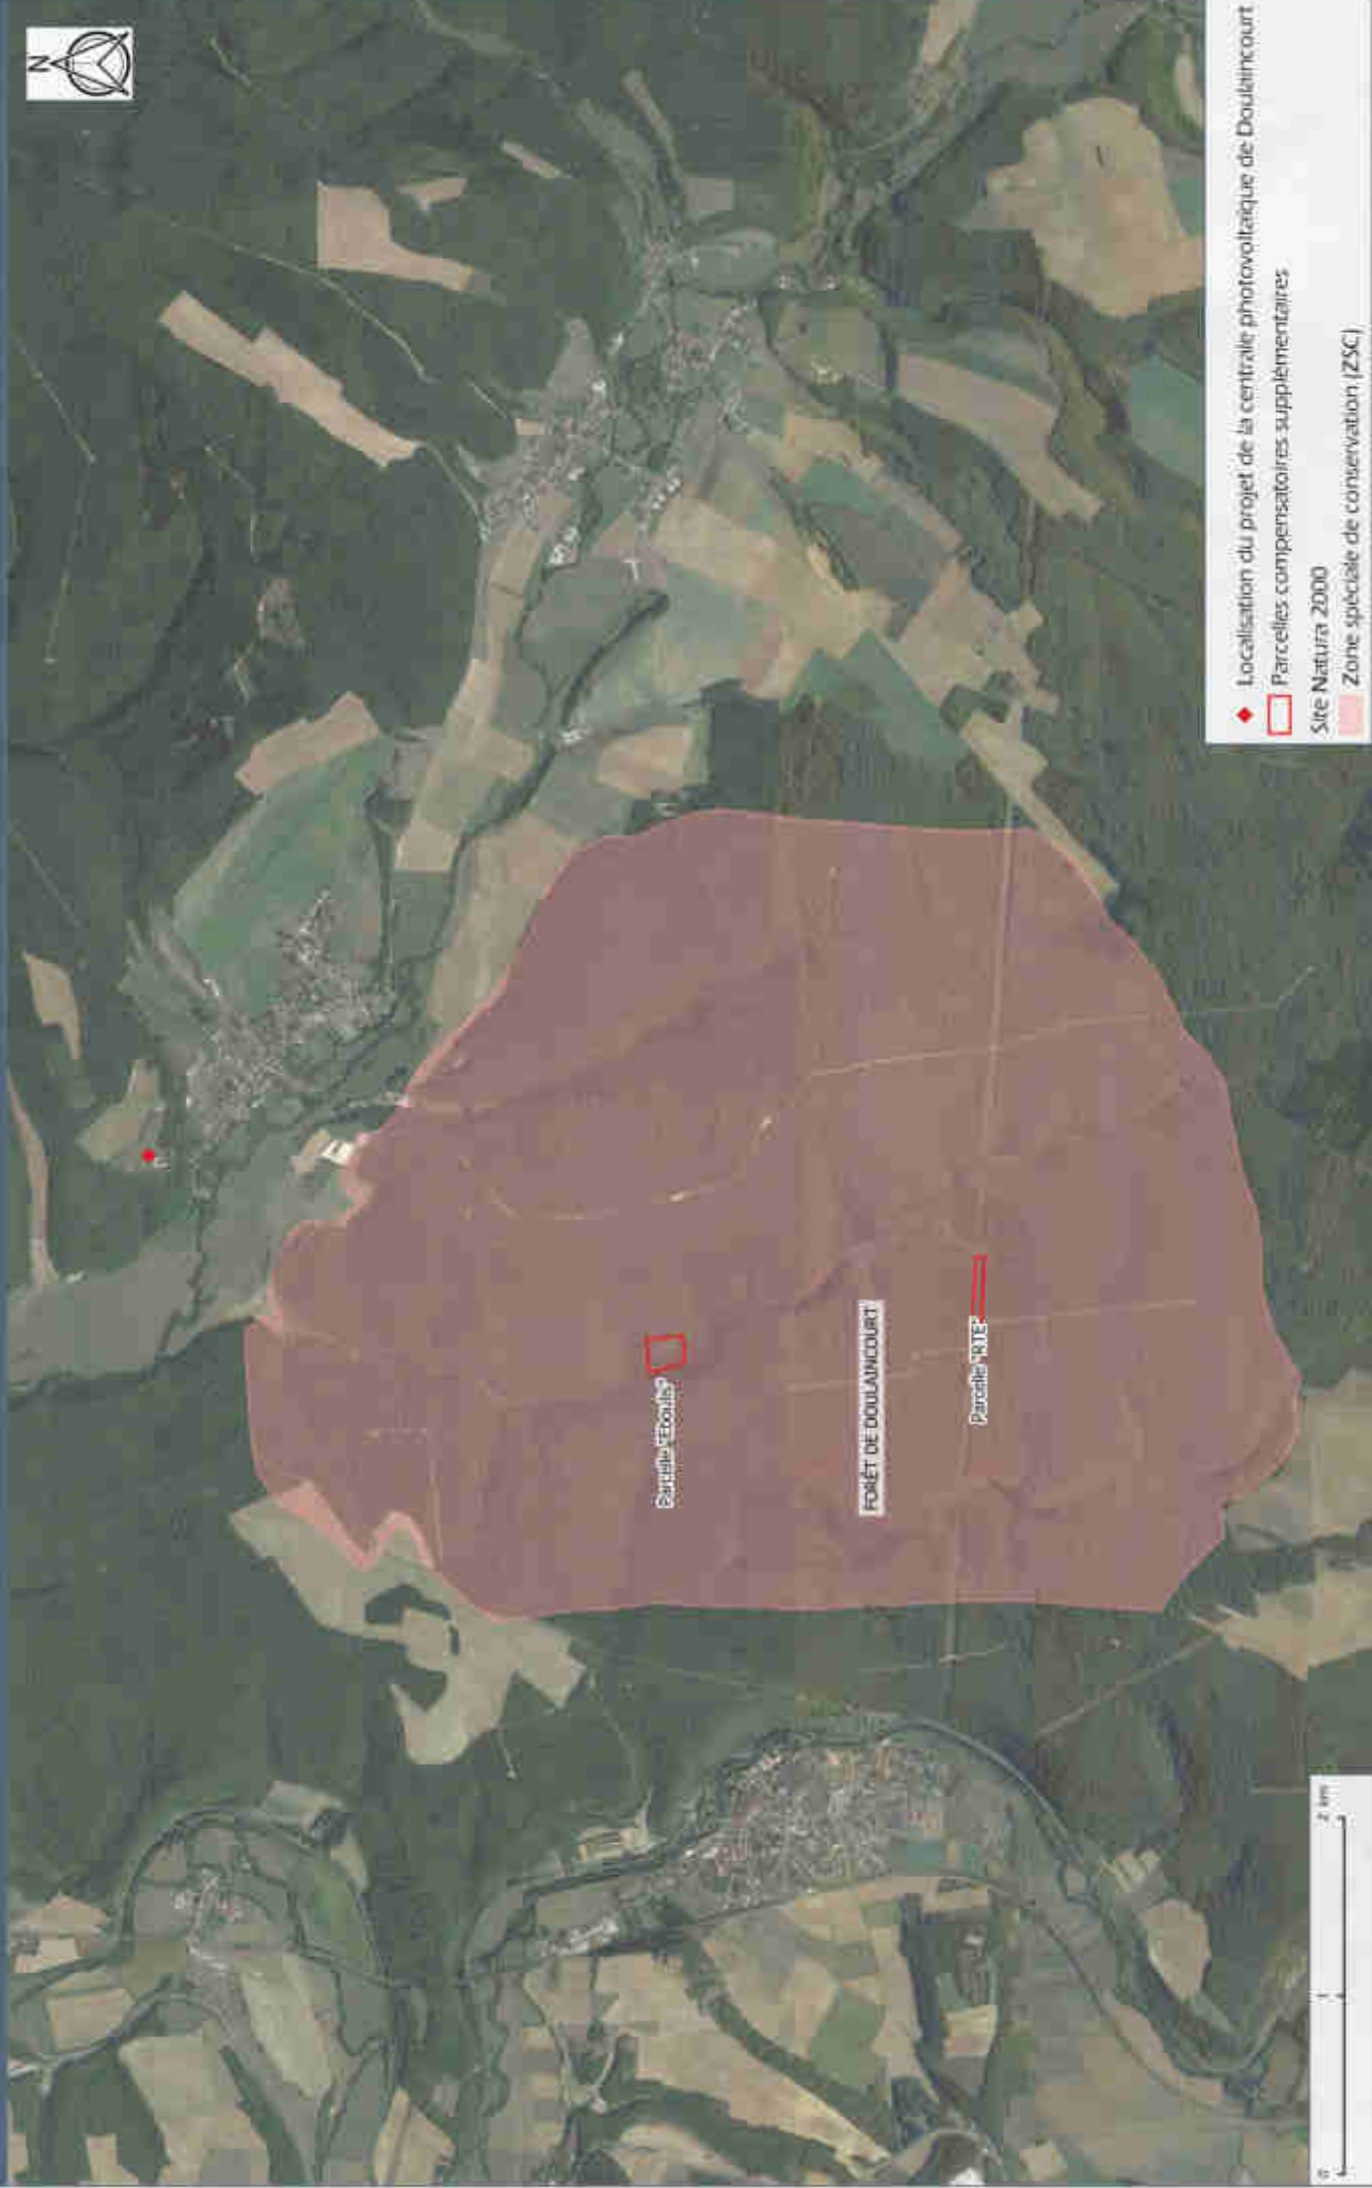 N
Parcelle "Eboulis"
FORÊT DE DOULAINCOURT
Parcelle "RTE"
0 1 2 km
Localisation du projet de la centrale photovoltaïque de Doulaincourt
Parcelles compensatoires supplémentaires
Site Natura 2000
Zone spéciale de conservation (ZSC)